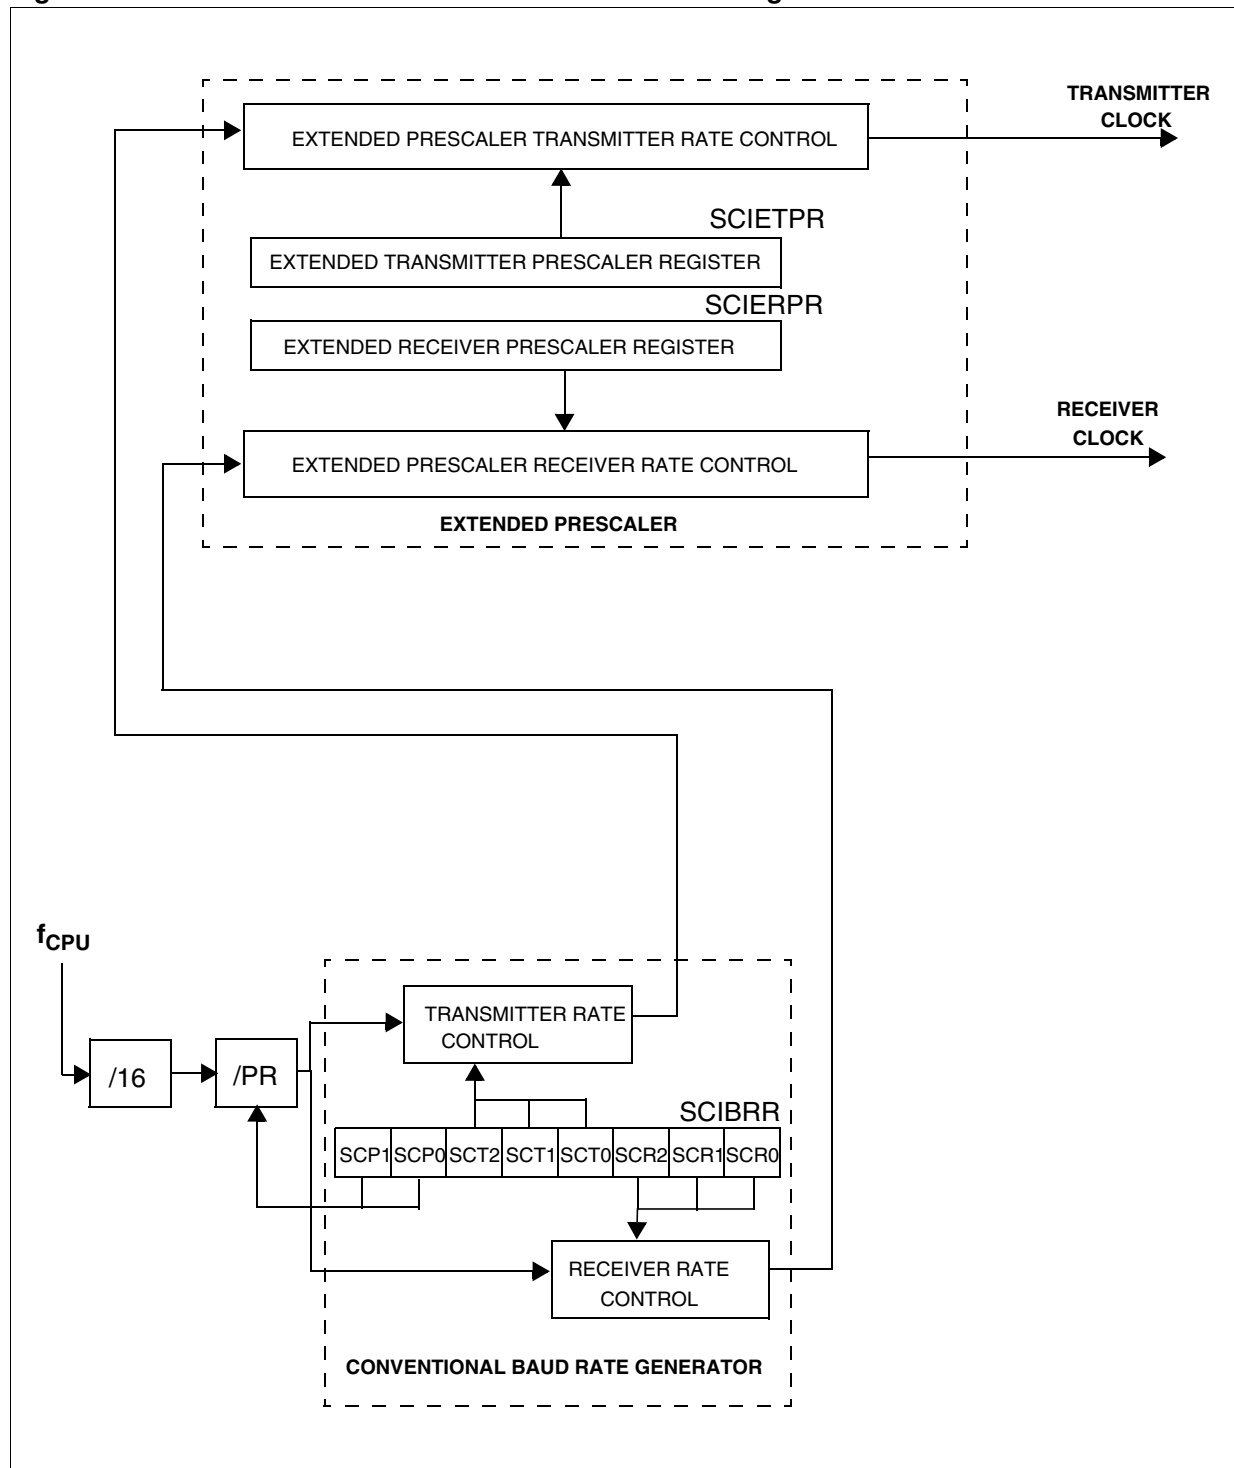 TRANSMITTER
CLOCK
EXTENDED PRESCALER TRANSMITTER RATE CONTROL
SCIETPR
EXTENDED TRANSMITTER PRESCALER REGISTER
SCIERPR
EXTENDED RECEIVER PRESCALER REGISTER
RECEIVER
CLOCK
EXTENDED PRESCALER RECEIVER RATE CONTROL
EXTENDED PRESCALER
fCPU
TRANSMITTER RATE
CONTROL
/16
/PR
SCIBRR
SCP1 SCP0 SCT2 SCT1 SCT0 SCR2 SCR1 SCR0
RECEIVER RATE
CONTROL
CONVENTIONAL BAUD RATE GENERATOR